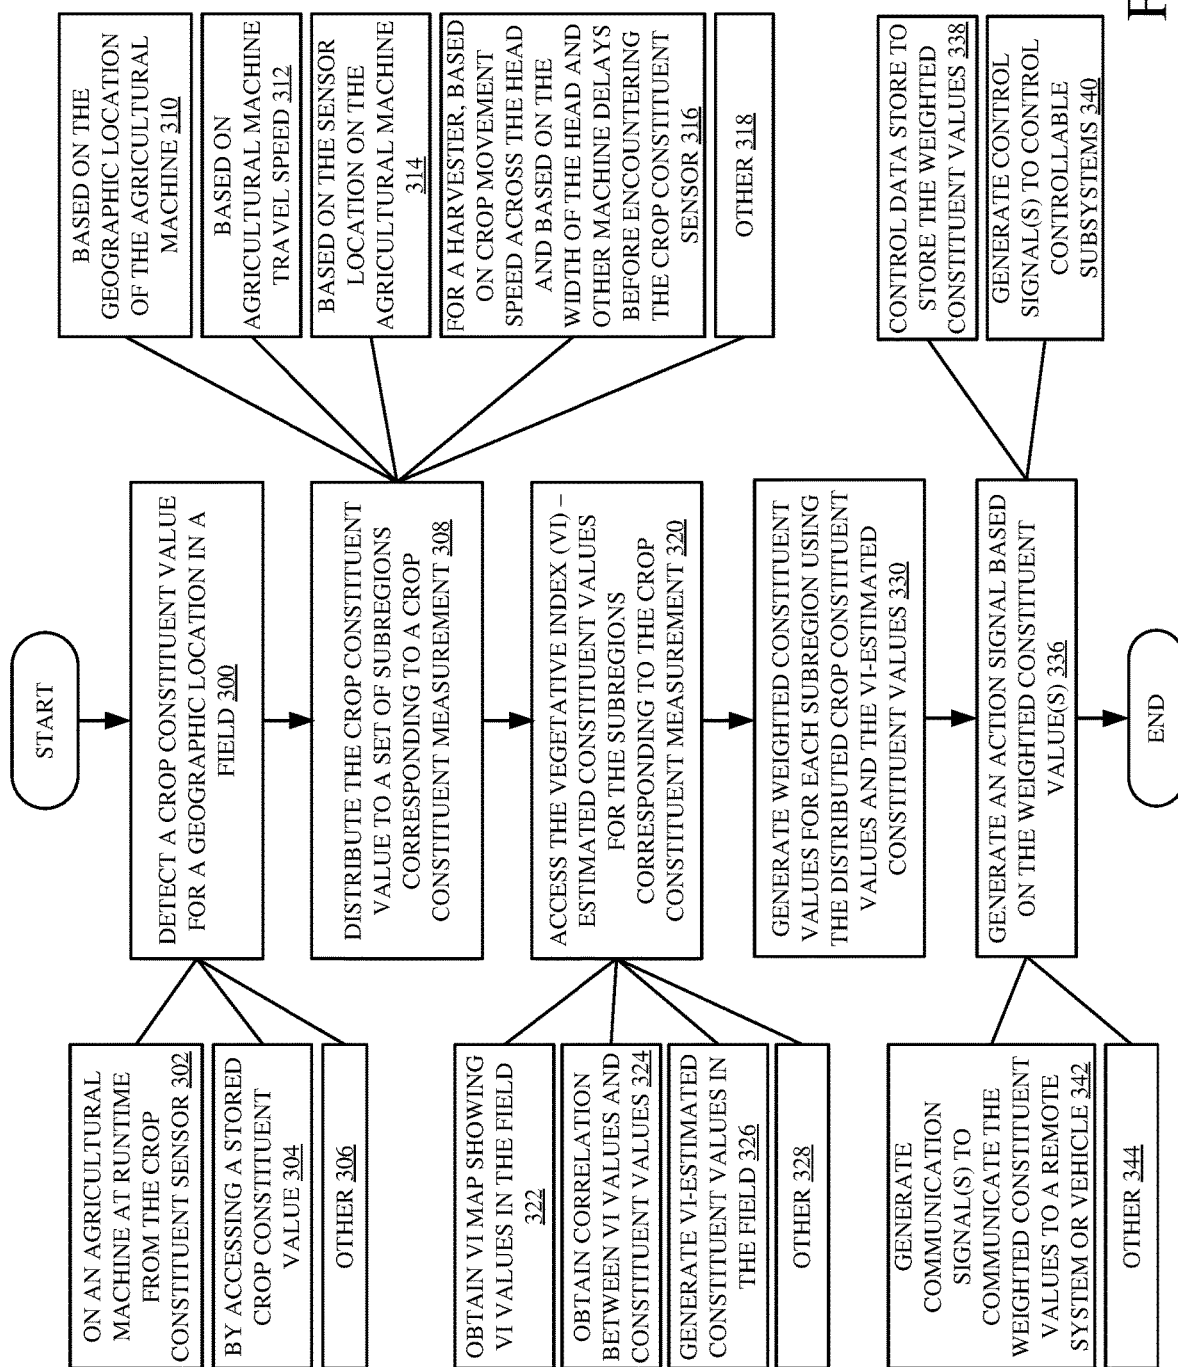 START
DETECT A CROP CONSTITUENT VALUE
FOR A GEOGRAPHIC LOCATION IN A
FIELD 300
ON AN AGRICULTURAL
MACHINE AT RUNTIME
FROM THE CROP
CONSTITUENT SENSOR 302
BY ACCESSING A STORED
CROP CONSTITUENT
VALUE 304
OTHER 306
DISTRIBUTE THE CROP CONSTITUENT
VALUE TO A SET OF SUBREGIONS
CORRESPONDING TO A CROP
CONSTITUENT MEASUREMENT 308
BASED ON THE
GEOGRAPHIC LOCATION
OF THE AGRICULTURAL
MACHINE 310
BASED ON
AGRICULTURAL MACHINE
TRAVEL SPEED 312
BASED ON THE SENSOR
LOCATION ON THE
AGRICULTURAL MACHINE
314
FOR A HARVESTER, BASED
ON CROP MOVEMENT
SPEED ACROSS THE HEAD
AND BASED ON THE
WIDTH OF THE HEAD AND
OTHER MACHINE DELAYS
BEFORE ENCOUNTERING
THE CROP CONSTITUENT
SENSOR 316
OTHER 318
ACCESS THE VEGETATIVE INDEX (VI) –
ESTIMATED CONSTITUENT VALUES
FOR THE SUBREGIONS
CORRESPONDING TO THE CROP
CONSTITUENT MEASUREMENT 320
OBTAIN VI MAP SHOWING
VI VALUES IN THE FIELD
322
OBTAIN CORRELATION
BETWEEN VI VALUES AND
CONSTITUENT VALUES 324
GENERATE VI-ESTIMATED
CONSTITUENT VALUES IN
THE FIELD 326
OTHER 328
GENERATE WEIGHTED CONSTITUENT
VALUES FOR EACH SUBREGION USING
THE DISTRIBUTED CROP CONSTITUENT
VALUES AND THE VI-ESTIMATED
CONSTITUENT VALUES 330
GENERATE AN ACTION SIGNAL BASED
ON THE WEIGHTED CONSTITUENT
VALUE(S) 336
CONTROL DATA STORE TO
STORE THE WEIGHTED
CONSTITUENT VALUES 338
GENERATE CONTROL
SIGNAL(S) TO CONTROL
CONTROLLABLE
SUBSYSTEMS 340
GENERATE
COMMUNICATION
SIGNAL(S) TO
COMMUNICATE THE
WEIGHTED CONSTITUENT
VALUES TO A REMOTE
SYSTEM OR VEHICLE 342
OTHER 344
END